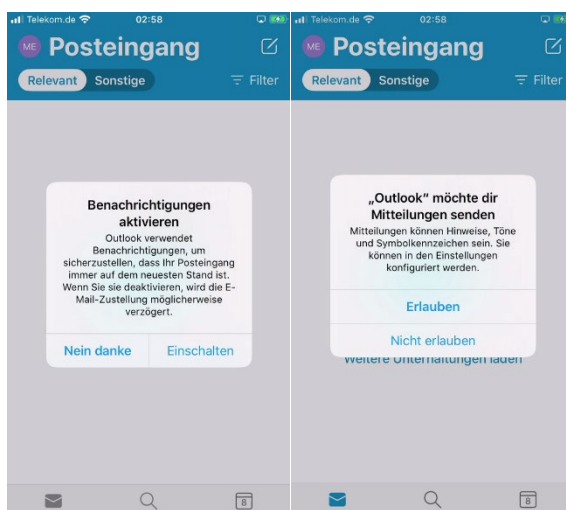 Telekom.de 02:58
ME Posteingang
Relevant Sonstige Filter
Benachrichtigungen
aktivieren
Outlook verwendet
Benachrichtigungen, um
sicherzustellen, dass Ihr Posteingang
immer auf dem neuesten Stand ist.
Wenn Sie sie deaktivieren, wird die E-
Mail-Zustellung möglicherweise
verzögert.
Nein danke Einschalten
8
Telekom.de 02:58
ME Posteingang
Relevant Sonstige Filter
„Outlook“ möchte dir
Mitteilungen senden
Mitteilungen können Hinweise, Töne
und Symbolkennzeichen sein. Sie
können in den Einstellungen
konfiguriert werden.
Erlauben
Nicht erlauben
Weitere Unterhaltungen laden
8